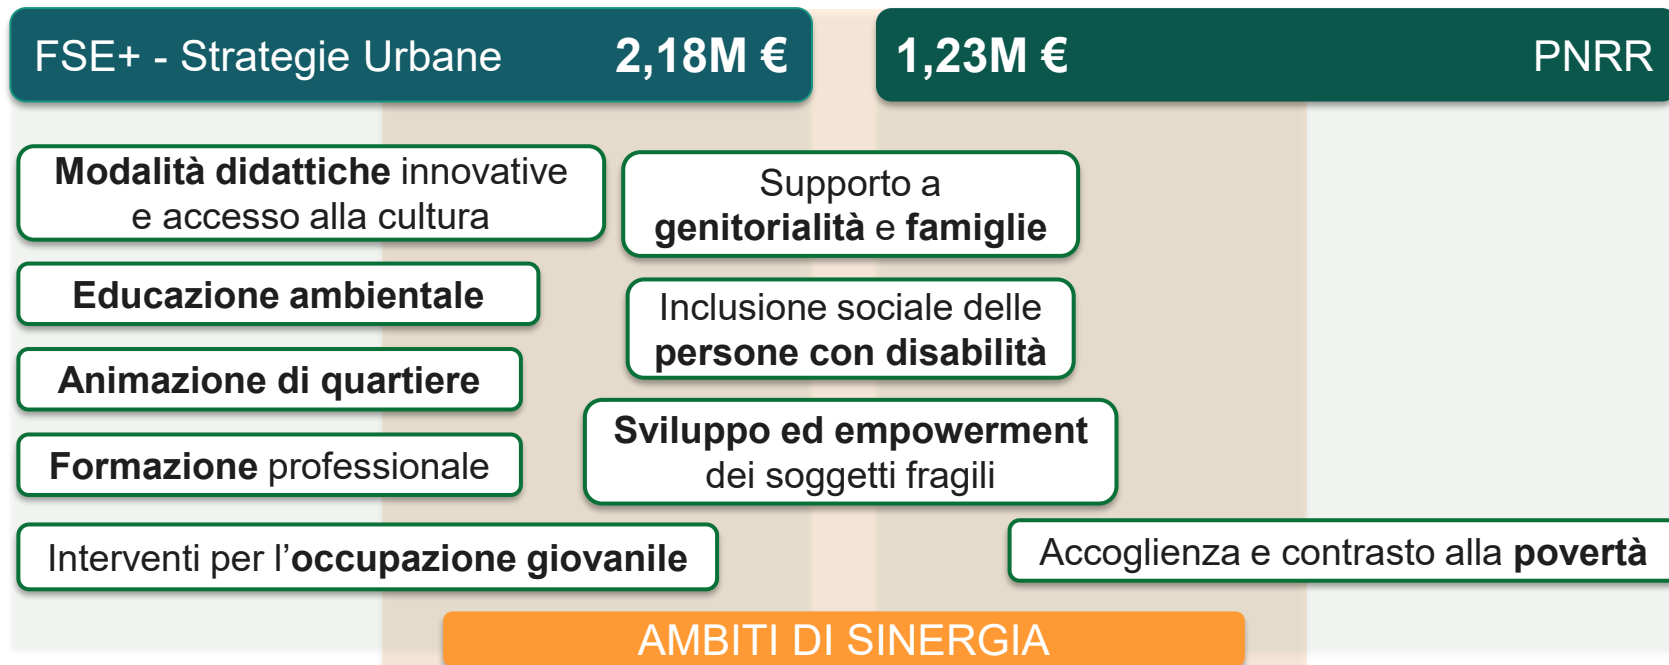 FSE+ - Strategie Urbane 2,18M €
1,23M € PNRR
Modalità didattiche innovative
e accesso alla cultura
Educazione ambientale
Animazione di quartiere
Formazione professionale
Interventi per l’occupazione giovanile
Supporto a
genitorialità e famiglie
Inclusione sociale delle
persone con disabilità
Sviluppo ed empowerment
dei soggetti fragili
Accoglienza e contrasto alla povertà
AMBITI DI SINERGIA